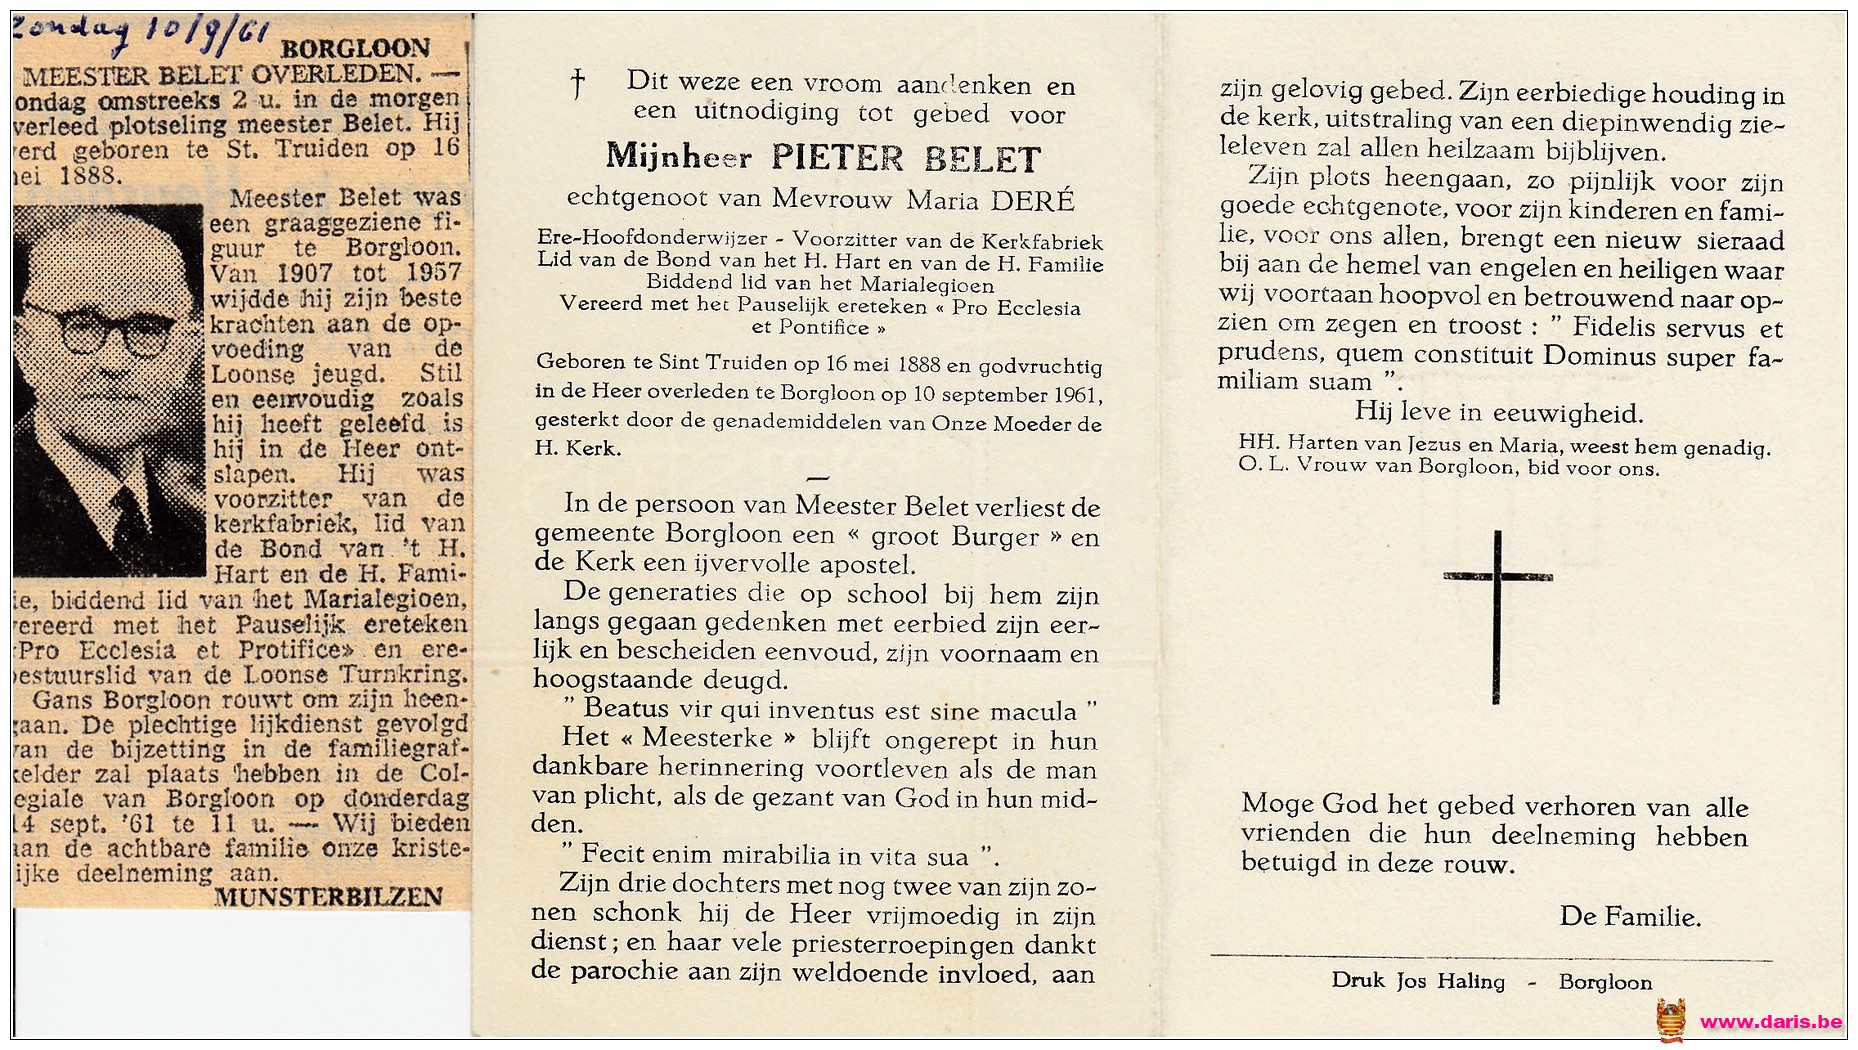 zondag 10/9/61
BORGLOON
MEESTER BELET OVERLEDEN. —
ondag omstreeks 2 u. in de morgen
verleed plotseling meester Belet. Hij
erd geboren te St. Truiden op 16
ei 1888.
Meester Belet was
een graaggeziene fi-
guur te Borgloon.
Van 1907 tot 1957
wijdde hij zijn beste
krachten aan de op-
voeding van de
Loonse jeugd. Stil
en eenvoudig zoals
hij heeft geleefd is
hij in de Heer ont-
slapen. Hij was
voorzitter van de
kerkfabriek, lid van
de Bond van 't H.
Hart en de H. Fami-
ie, biddend lid van het Marialegioen,
vereerd met het Pauselijk ereteken
«Pro Ecclesia et Protifice» en ere-
bestuurslid van de Loonse Turnkring.
Gans Borgloon rouwt om zijn heen-
gaan. De plechtige lijkdienst gevolgd
van de bijzetting in de familiegraf-
kelder zal plaats hebben in de Col-
egiale van Borgloon op donderdag
14 sept. '61 te 11 u. — Wij bieden
aan de achtbare familie onze kriste-
ijke deelneming aan.
MUNSTERBILZEN
† Dit weze een vroom aandenken en
een uitnodiging tot gebed voor
Mijnheer PIETER BELET
echtgenoot van Mevrouw Maria DERÉ
Ere-Hoofdonderwijzer - Voorzitter van de Kerkfabriek
Lid van de Bond van het H. Hart en van de H. Familie
Biddend lid van het Marialegioen
Vereerd met het Pauselijk ereteken « Pro Ecclesia
et Pontifice »
Geboren te Sint Truiden op 16 mei 1888 en godvruchtig
in de Heer overleden te Borgloon op 10 september 1961,
gesterkt door de genademiddelen van Onze Moeder de
H. Kerk.
—
In de persoon van Meester Belet verliest de
gemeente Borgloon een « groot Burger » en
de Kerk een ijvervolle apostel.
De generaties die op school bij hem zijn
langs gegaan gedenken met eerbied zijn eer-
lijk en bescheiden eenvoud, zijn voornaam en
hoogstaande deugd.
" Beatus vir qui inventus est sine macula "
Het « Meesterke » blijft ongerept in hun
dankbare herinnering voortleven als de man
van plicht, als de gezant van God in hun mid-
den.
" Fecit enim mirabilia in vita sua ".
Zijn drie dochters met nog twee van zijn zo-
nen schonk hij de Heer vrijmoedig in zijn
dienst; en haar vele priesterroepingen dankt
de parochie aan zijn weldoende invloed, aan
zijn gelovig gebed. Zijn eerbiedige houding in
de kerk, uitstraling van een diepinwendig zie-
leleven zal allen heilzaam bijblijven.
Zijn plots heengaan, zo pijnlijk voor zijn
goede echtgenote, voor zijn kinderen en fami-
lie, voor ons allen, brengt een nieuw sieraad
bij aan de hemel van engelen en heiligen waar
wij voortaan hoopvol en betrouwend naar op-
zien om zegen en troost : " Fidelis servus et
prudens, quem constituit Dominus super fa-
miliam suam ".
Hij leve in eeuwigheid.
HH. Harten van Jezus en Maria, weest hem genadig.
O. L. Vrouw van Borgloon, bid voor ons.
Moge God het gebed verhoren van alle
vrienden die hun deelneming hebben
betuigd in deze rouw.
De Familie.
Druk Jos Haling - Borgloon
www.daris.be